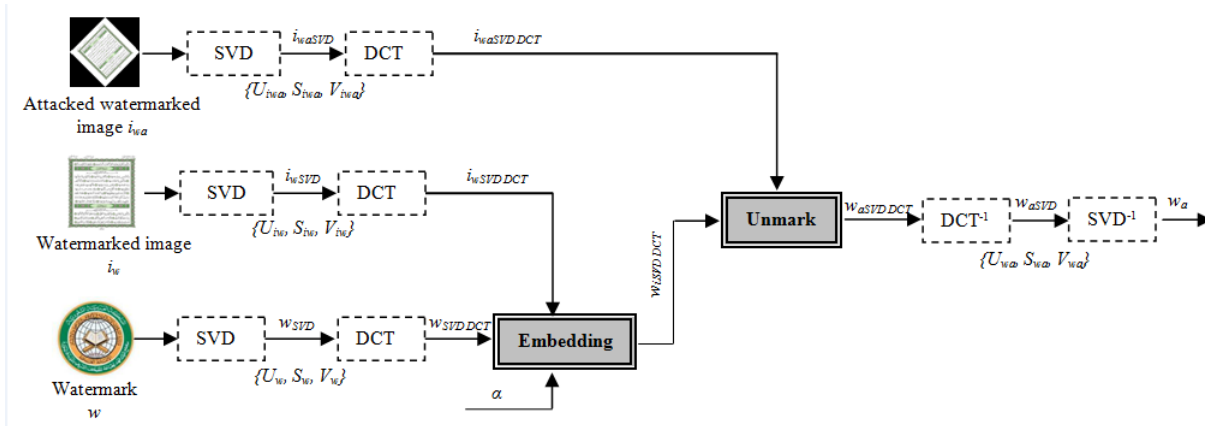 SVD
i_waSVD
DCT
i_waSVD DCT
{U_iwa, S_iwa, V_iwa}
Attacked watermarked
image i_wa
SVD
i_wSVD
DCT
i_wSVD DCT
{U_iw, S_iw, V_iw}
Watermarked image
i_w
SVD
w_SVD
DCT
w_SVD DCT
{U_w, S_w, V_w}
Watermark
w
Embedding
α
w_iSVD DCT
Unmark
w_aSVD DCT
DCT⁻¹
w_aSVD
SVD⁻¹
w_a
{U_wa, S_wa, V_wa}